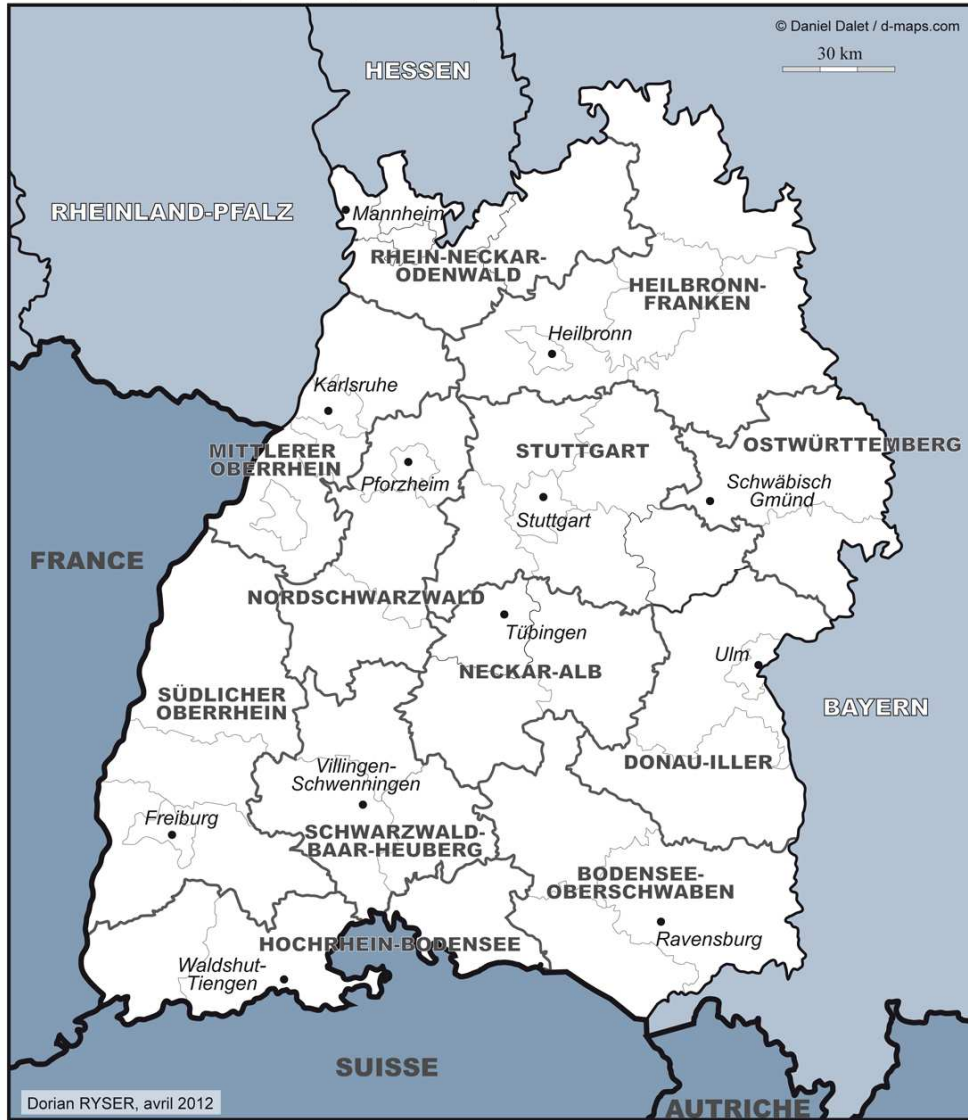 © Daniel Dalet / d-maps.com
30 km
HESSEN
RHEINLAND-PFALZ
Mannheim
RHEIN-NECKAR-
ODENWALD
HEILBRONN-
FRANKEN
Heilbronn
Karlsruhe
MITTLERER
OBERRHEIN
Pforzheim
STUTTGART
OSTWÜRTTEMBERG
Schwäbisch
Gmünd
Stuttgart
FRANCE
NORDSCHWARZWALD
Tübingen
NECKAR-ALB
Ulm
SÜDLICHER
OBERRHEIN
BAYERN
DONAU-ILLER
Villingen-
Schwenningen
Freiburg
SCHWARZWALD-
BAAR-HEUBERG
BODENSEE-
OBERSCHWABEN
Ravensburg
HOCHRHEIN-BODENSEE
Waldshut-
Tiengen
SUISSE
AUTRICHE
Dorian RYSER, avril 2012